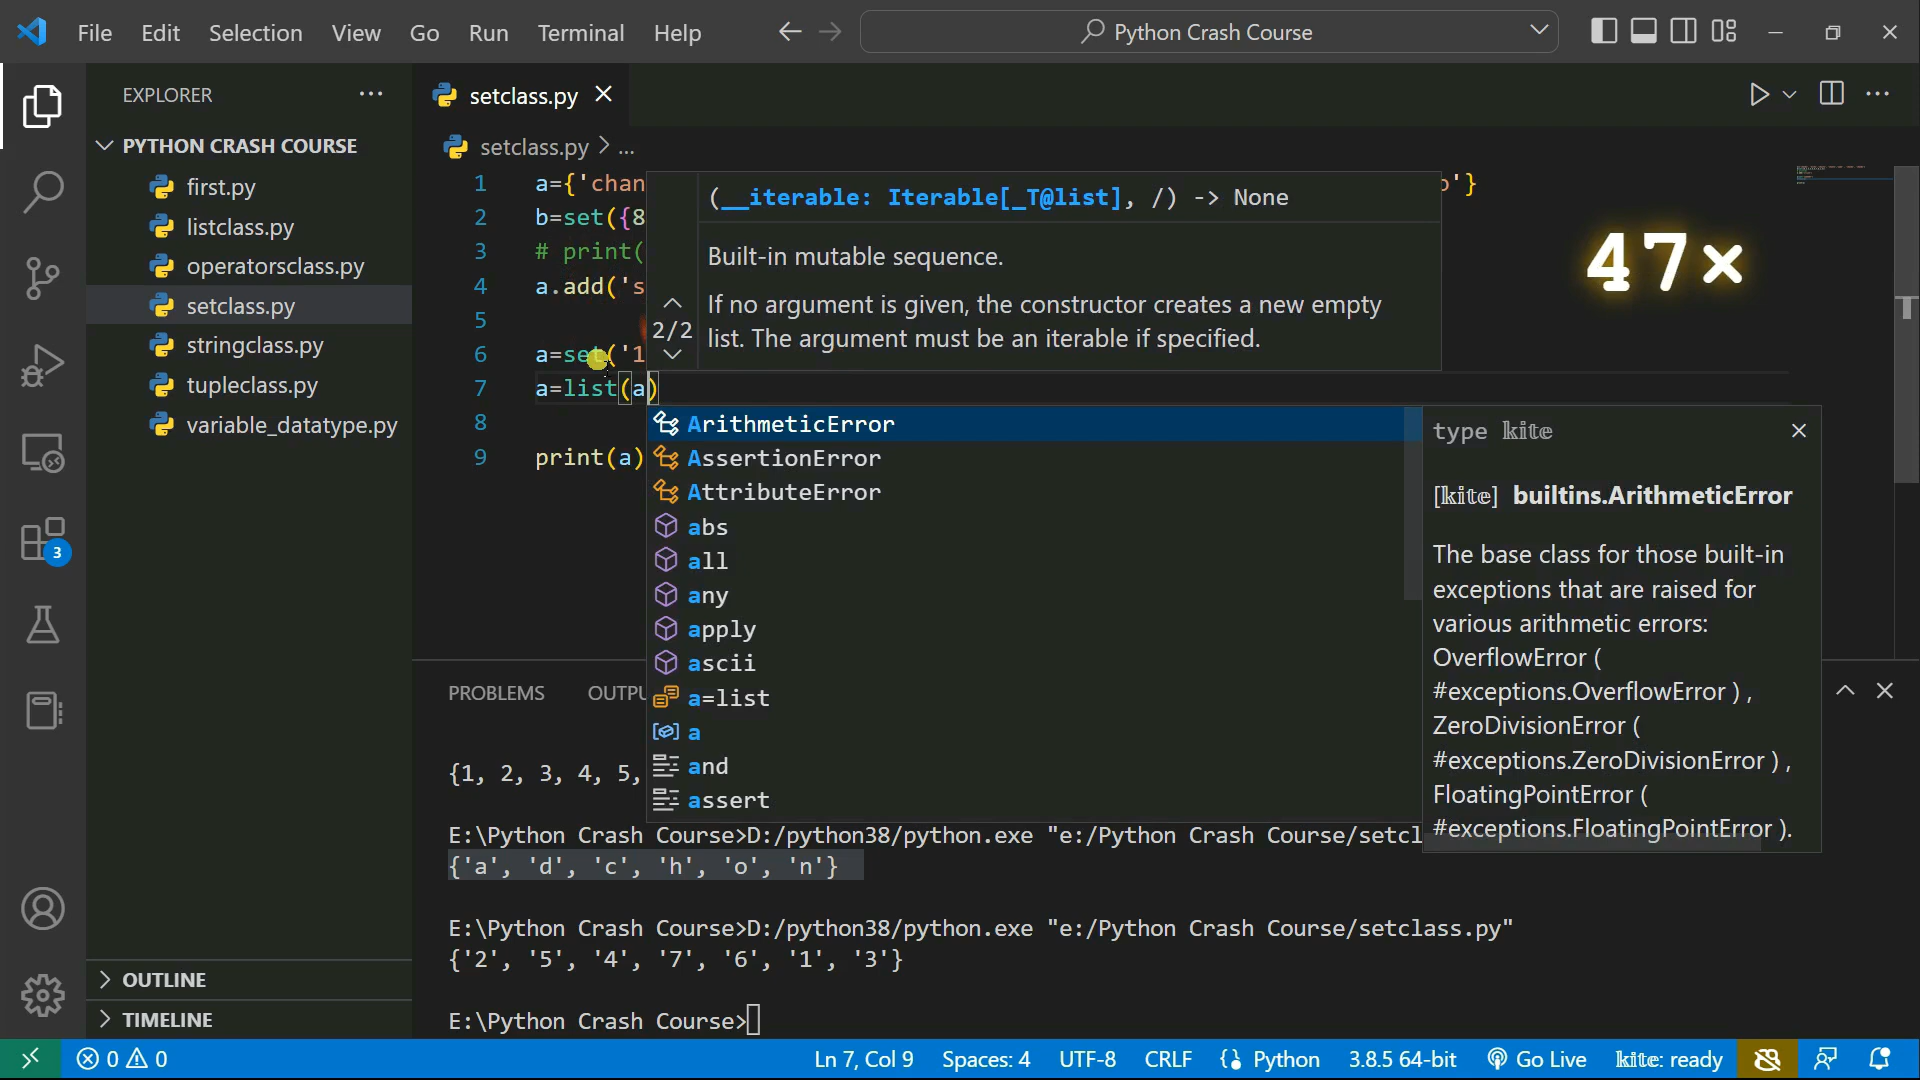 File Edit Selection View Go Run Terminal Help
Python Crash Course
EXPLORER
PYTHON CRASH COURSE
first.py
listclass.py
operatorsclass.py
setclass.py
stringclass.py
tupleclass.py
variable_datatype.py
OUTLINE
TIMELINE
3
setclass.py
setclass.py > ...
1 a={'chan o'}
2 b=set({8
3 # print(
4 a.add('s
5
6 a=set('1
7 a=list(a)
8
9 print(a)
(__iterable: Iterable[_T@list], /) -> None
Built-in mutable sequence.
2/2
If no argument is given, the constructor creates a new empty
list. The argument must be an iterable if specified.
47×
ArithmeticError
AssertionError
AttributeError
abs
all
any
apply
ascii
a=list
a
and
assert
type kite
[kite] builtins.ArithmeticError
The base class for those built-in
exceptions that are raised for
various arithmetic errors:
OverflowError (
#exceptions.OverflowError ) ,
ZeroDivisionError (
#exceptions.ZeroDivisionError ) ,
FloatingPointError (
#exceptions.FloatingPointError ).
PROBLEMS OUTPU
{1, 2, 3, 4, 5,
E:\Python Crash Course>D:/python38/python.exe "e:/Python Crash Course/setcl
{'a', 'd', 'c', 'h', 'o', 'n'}
E:\Python Crash Course>D:/python38/python.exe "e:/Python Crash Course/setclass.py"
{'2', '5', '4', '7', '6', '1', '3'}
E:\Python Crash Course>
0 0 Ln 7, Col 9 Spaces: 4 UTF-8 CRLF Python 3.8.5 64-bit Go Live kite: ready